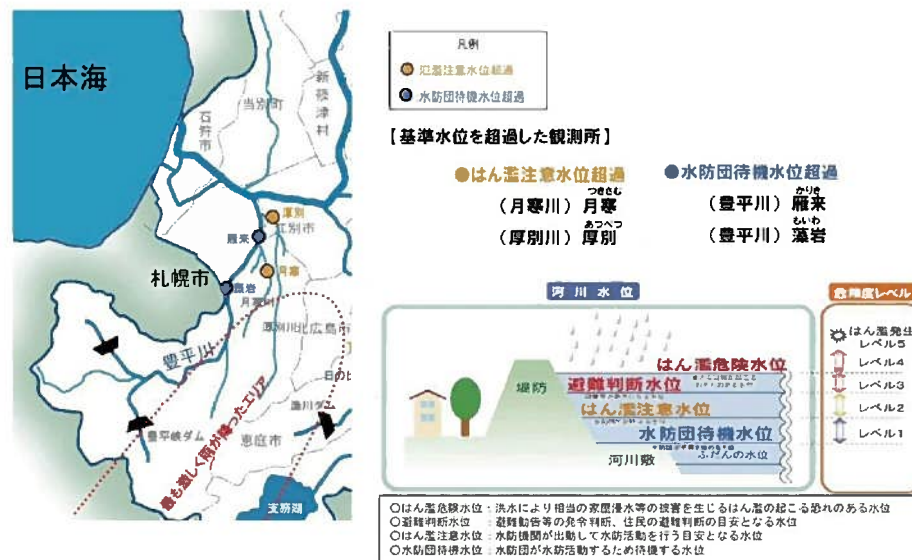 日本海
石狩市
当別町
新篠津村
厚別
江別市
雁来
月寒
札幌市
藻岩
月寒川
厚別川
北広島市
豊平川
漁川ダム
豊平峡ダム
恵庭市
最も激しく雨が降ったエリア
支笏湖
凡例
氾濫注意水位超過
水防団待機水位超過
【基準水位を超過した観測所】
●はん濫注意水位超過
つきさむ
(月寒川) 月寒
あつべつ
(厚別川) 厚別
●水防団待機水位超過
かりき
(豊平川) 雁来
もいわ
(豊平川) 藻岩
河川水位
堤防
はん濫危険水位
避難判断水位
はん濫注意水位
水防団待機水位
ふだんの水位
河川敷
危険度レベル
はん濫発生
レベル5
レベル4
レベル3
レベル2
レベル1
○はん濫危険水位:洪水により相当の家屋浸水等の被害を生じるはん濫の起こる恐れのある水位
○避難判断水位 :避難勧告等の発令判断、住民の避難判断の目安となる水位
○はん濫注意水位:水防機関が出動して水防活動を行う目安となる水位
○水防団待機水位:水防団が水防活動するため待機する水位